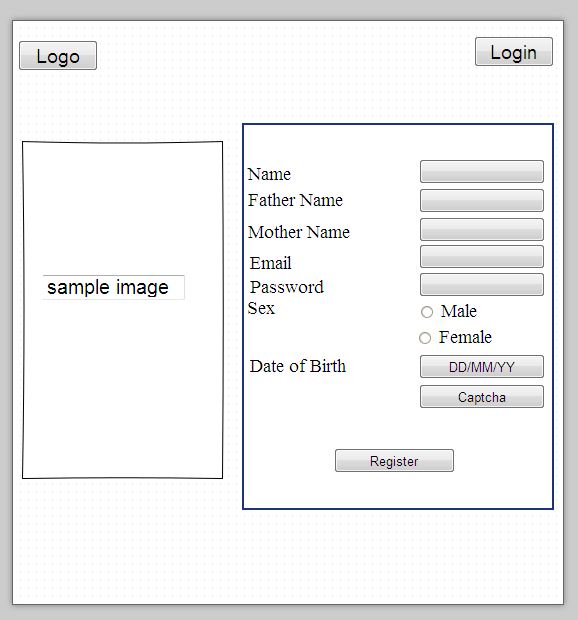 Logo
Login
sample image
Name
Father Name
Mother Name
Email
Password
Sex
Male
Female
Date of Birth
DD/MM/YY
Captcha
Register